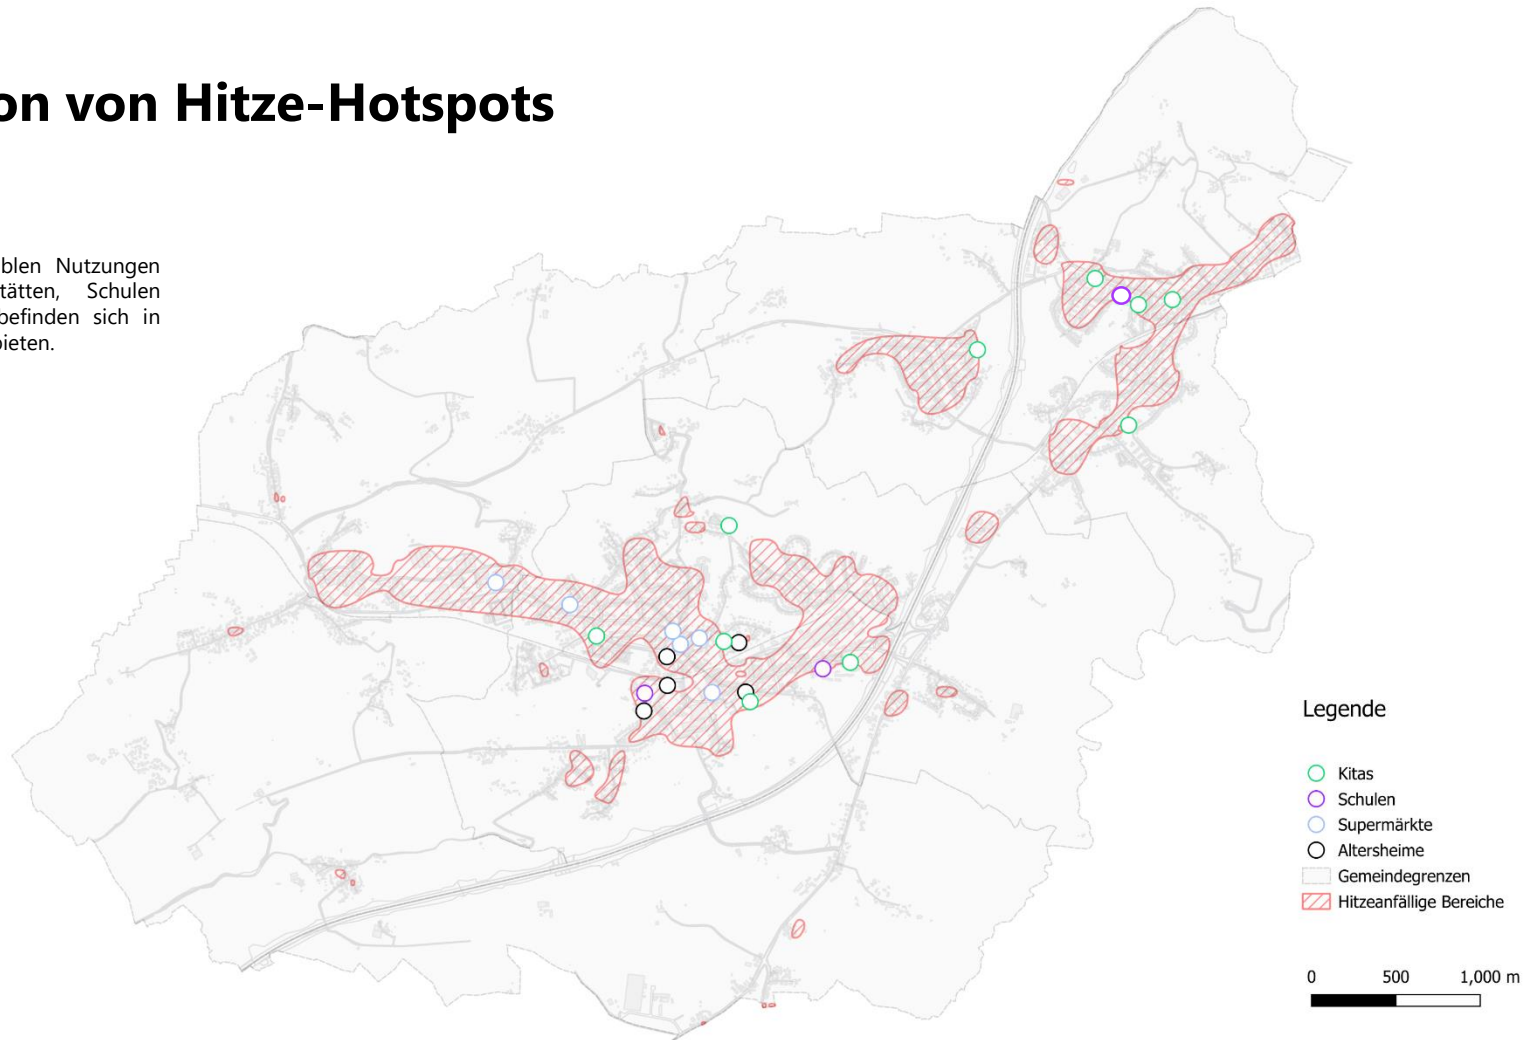 on von Hitze-Hotspots
blen Nutzungen
tätten, Schulen
befinden sich in
bieten.
Legende
Kitas
Schulen
Supermärkte
Altersheime
Gemeindegrenzen
Hitzeanfällige Bereiche
0 500 1,000 m